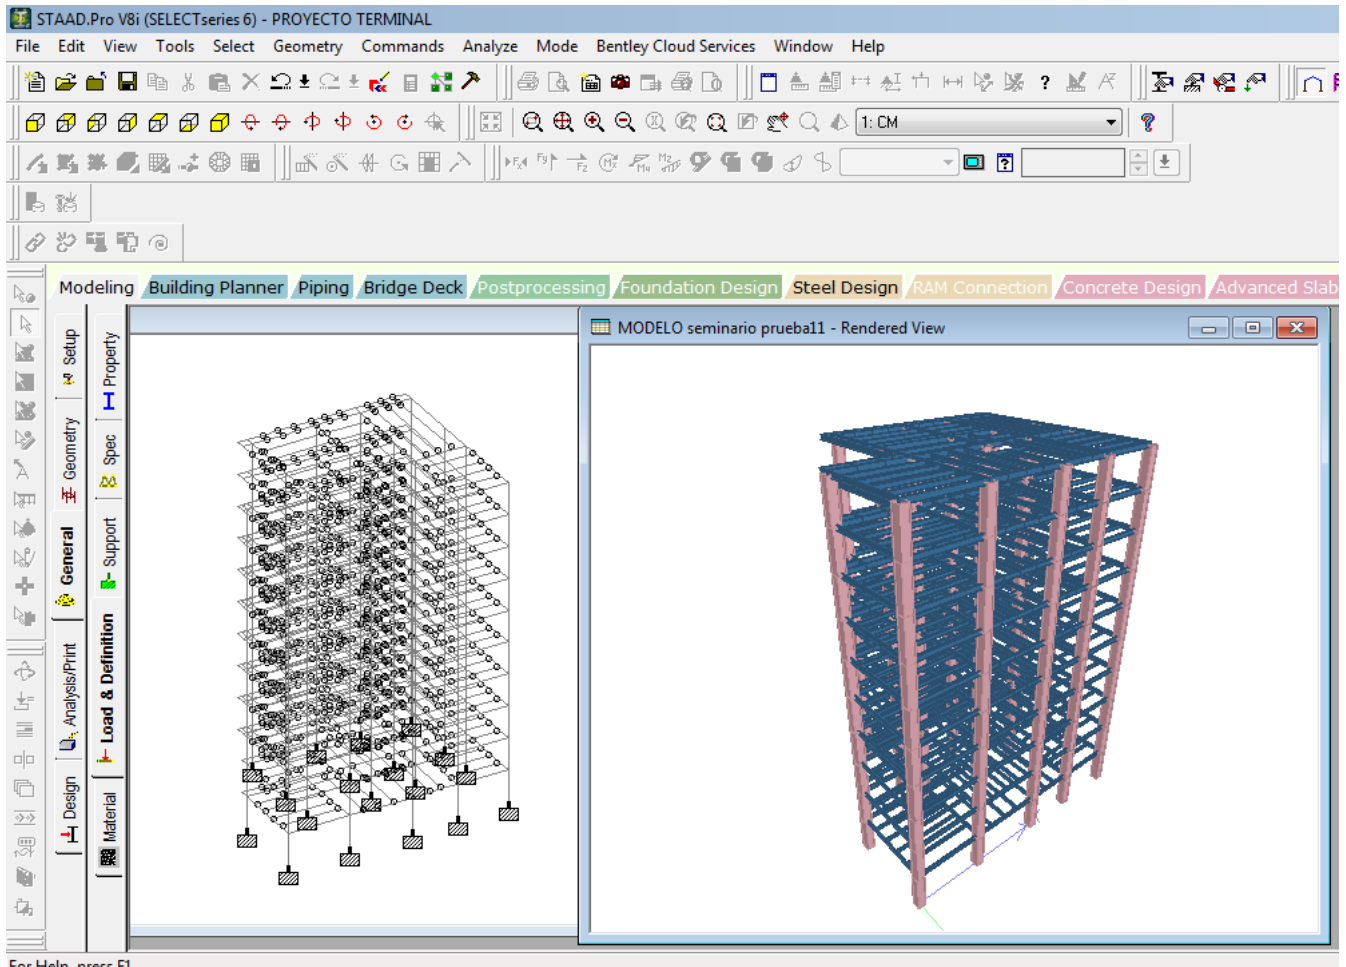 STAAD.Pro V8i (SELECTseries 6) - PROYECTO TERMINAL
File Edit View Tools Select Geometry Commands Analyze Mode Bentley Cloud Services Window Help
1: CM
Modeling Building Planner Piping Bridge Deck Postprocessing Foundation Design Steel Design RAM Connection Concrete Design Advanced Slab
Setup
Geometry
General
Analysis/Print
Design
Property
Spec
Support
Load & Definition
Material
MODELO seminario prueba11 - Rendered View
For Help, press F1